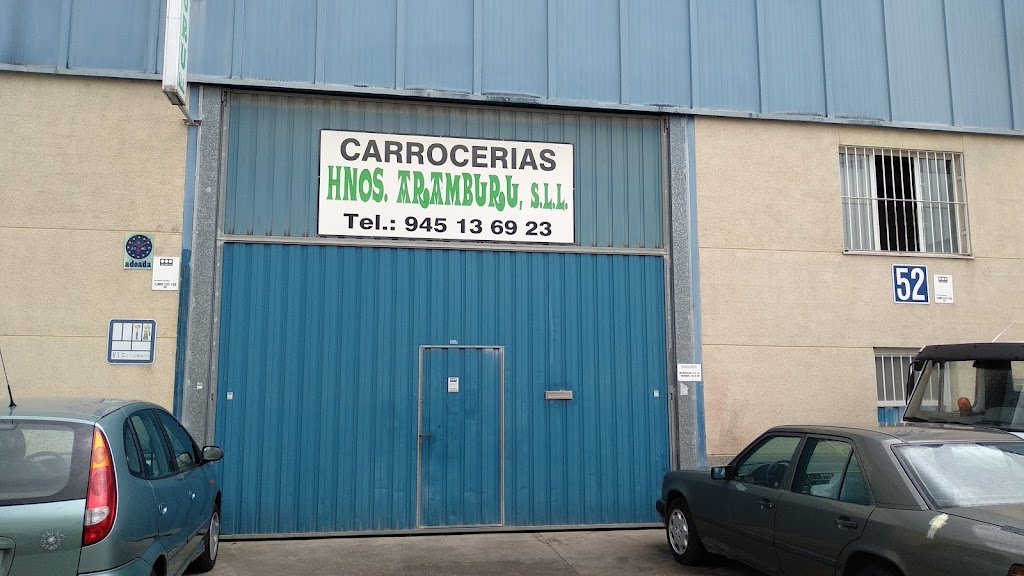 CARROCERIAS
HNOS. ARAMBURU, S.L.L.
Tel.: 945 13 69 23
adeada
52